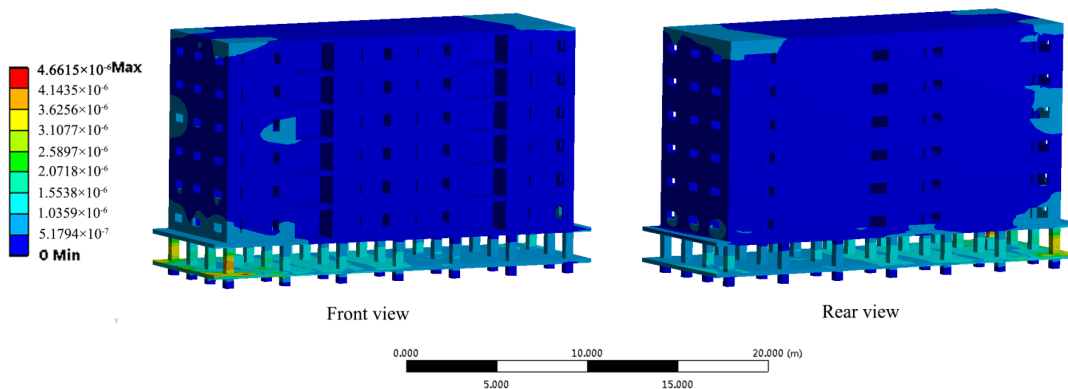 4.6615×10⁻⁶ Max
4.1435×10⁻⁶
3.6256×10⁻⁶
3.1077×10⁻⁶
2.5897×10⁻⁶
2.0718×10⁻⁶
1.5538×10⁻⁶
1.0359×10⁻⁶
5.1794×10⁻⁷
0 Min
Front view
Rear view
Y
0.000 10.000 20.000 (m)
5.000 15.000